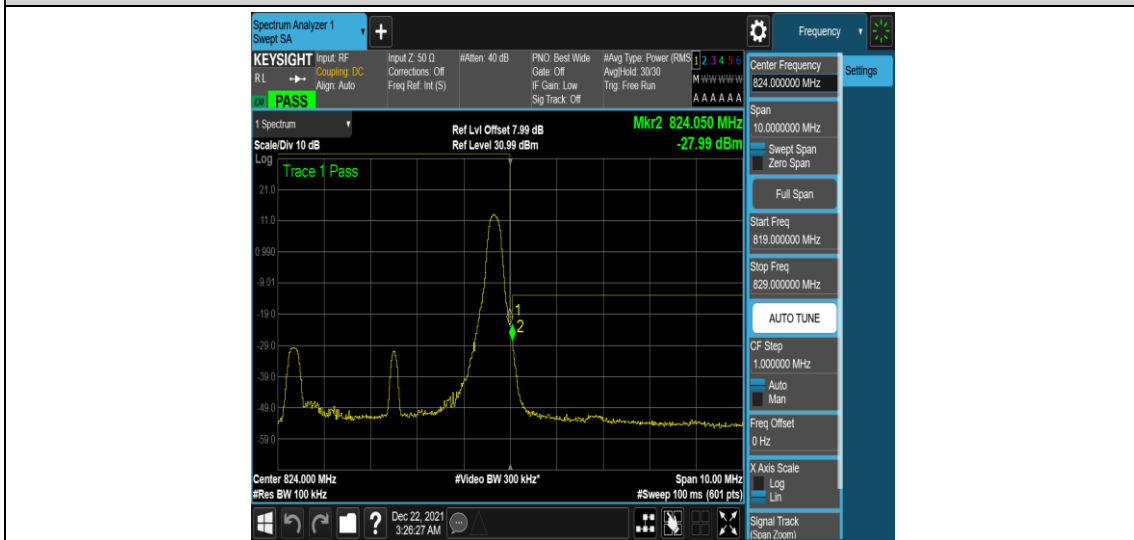 Spectrum Analyzer 1
Swept SA
+
Frequency
KEYSIGHT
RL
PASS
Input: RF
Coupling: DC
Align: Auto
Input Z: 50 Ω
Corrections: Off
Freq Ref: Int (S)
#Atten: 40 dB
PNO: Best Wide
Gate: Off
IF Gain: Low
Sig Track: Off
#Avg Type: Power (RMS
Avg|Hold: 30/30
Trig: Free Run
1 2 3 4 5 6
M W W W W W
A A A A A A
1 Spectrum
Scale/Div 10 dB
Ref Lvl Offset 7.99 dB
Ref Level 30.99 dBm
Mkr2 824.050 MHz
-27.99 dBm
Log
Trace 1 Pass
21.0
11.0
0.990
-9.01
-19.0
-29.0
-39.0
-49.0
-59.0
1
2
Center 824.000 MHz
#Res BW 100 kHz
#Video BW 300 kHz*
Span 10.00 MHz
#Sweep 100 ms (601 pts)
Dec 22, 2021
3:26:27 AM
?
Center Frequency
824.000000 MHz
Settings
Span
10.0000000 MHz
Swept Span
Zero Span
Full Span
Start Freq
819.000000 MHz
Stop Freq
829.000000 MHz
AUTO TUNE
CF Step
1.000000 MHz
Auto
Man
Freq Offset
0 Hz
X Axis Scale
Log
Lin
Signal Track
(Span Zoom)